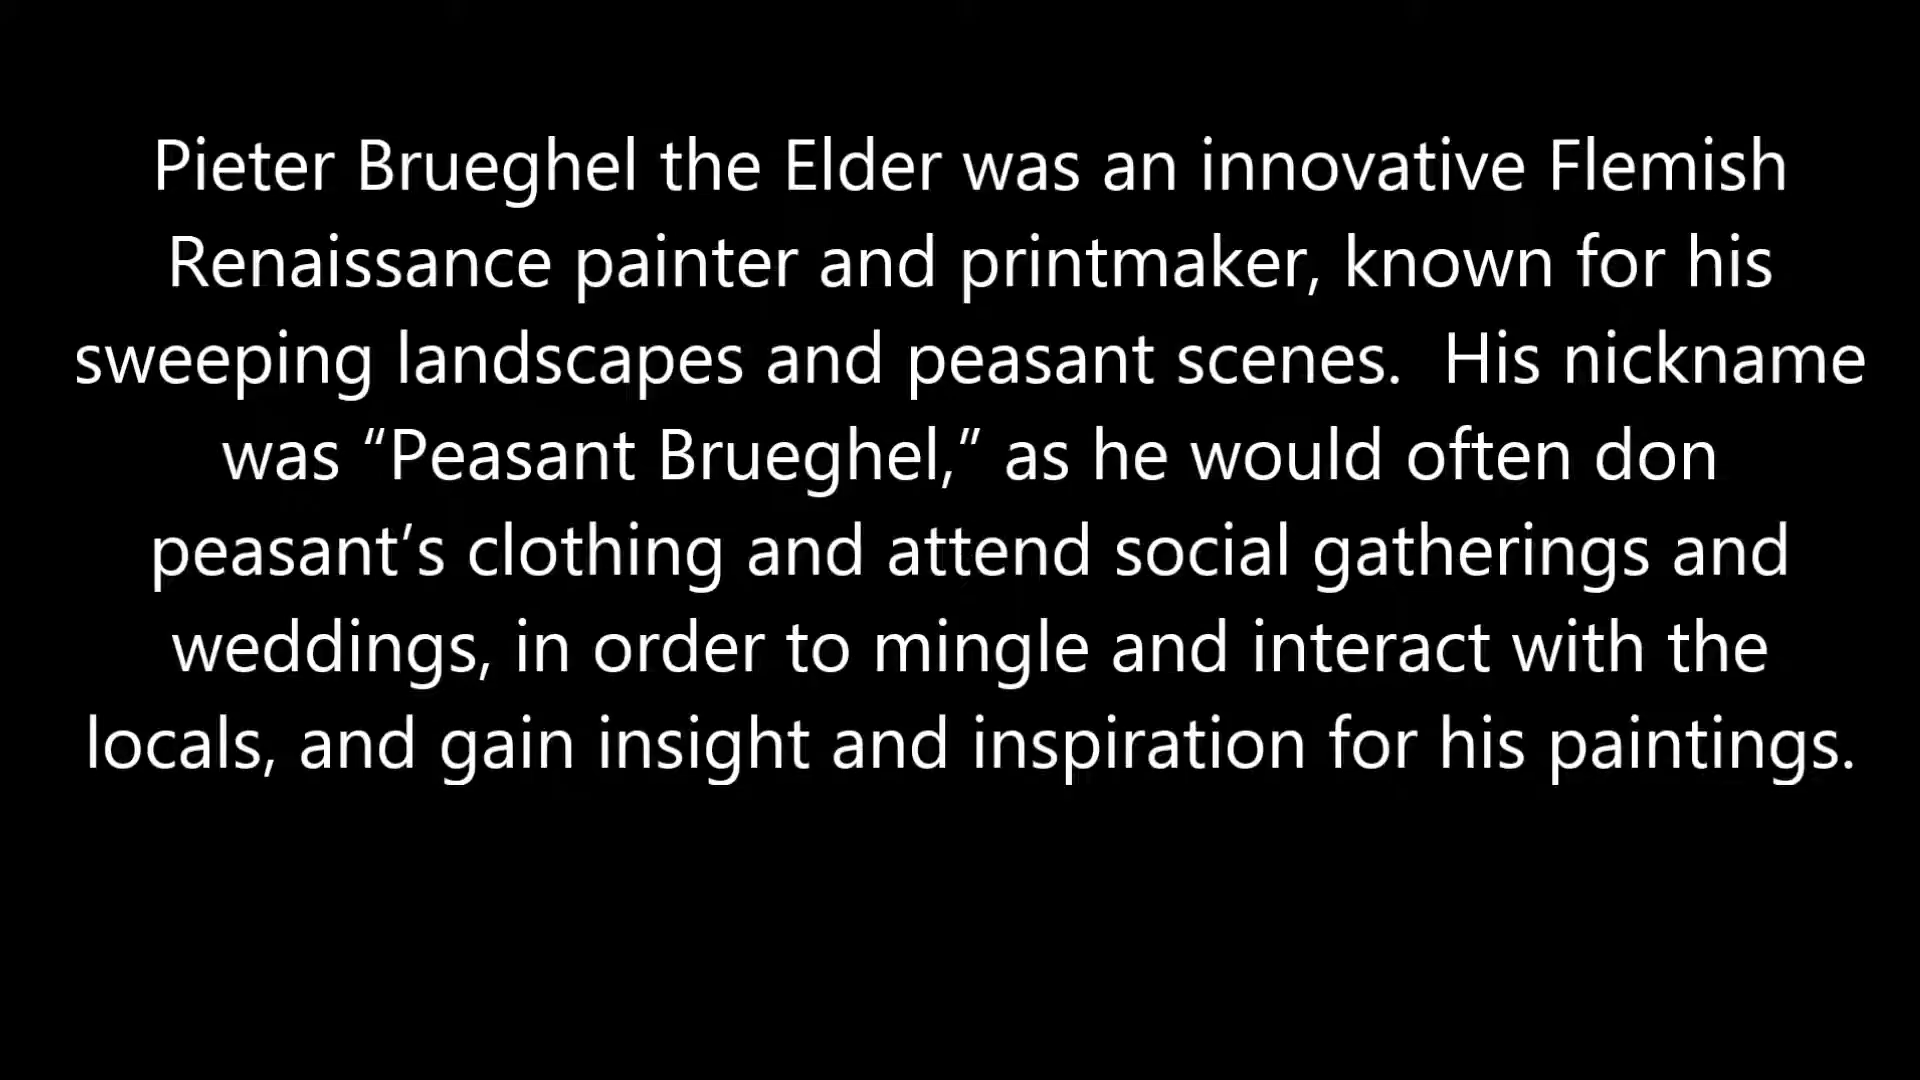 Pieter Brueghel the Elder was an innovative Flemish
Renaissance painter and printmaker, known for his
sweeping landscapes and peasant scenes.  His nickname
was “Peasant Brueghel,” as he would often don
peasant’s clothing and attend social gatherings and
weddings, in order to mingle and interact with the
locals, and gain insight and inspiration for his paintings.